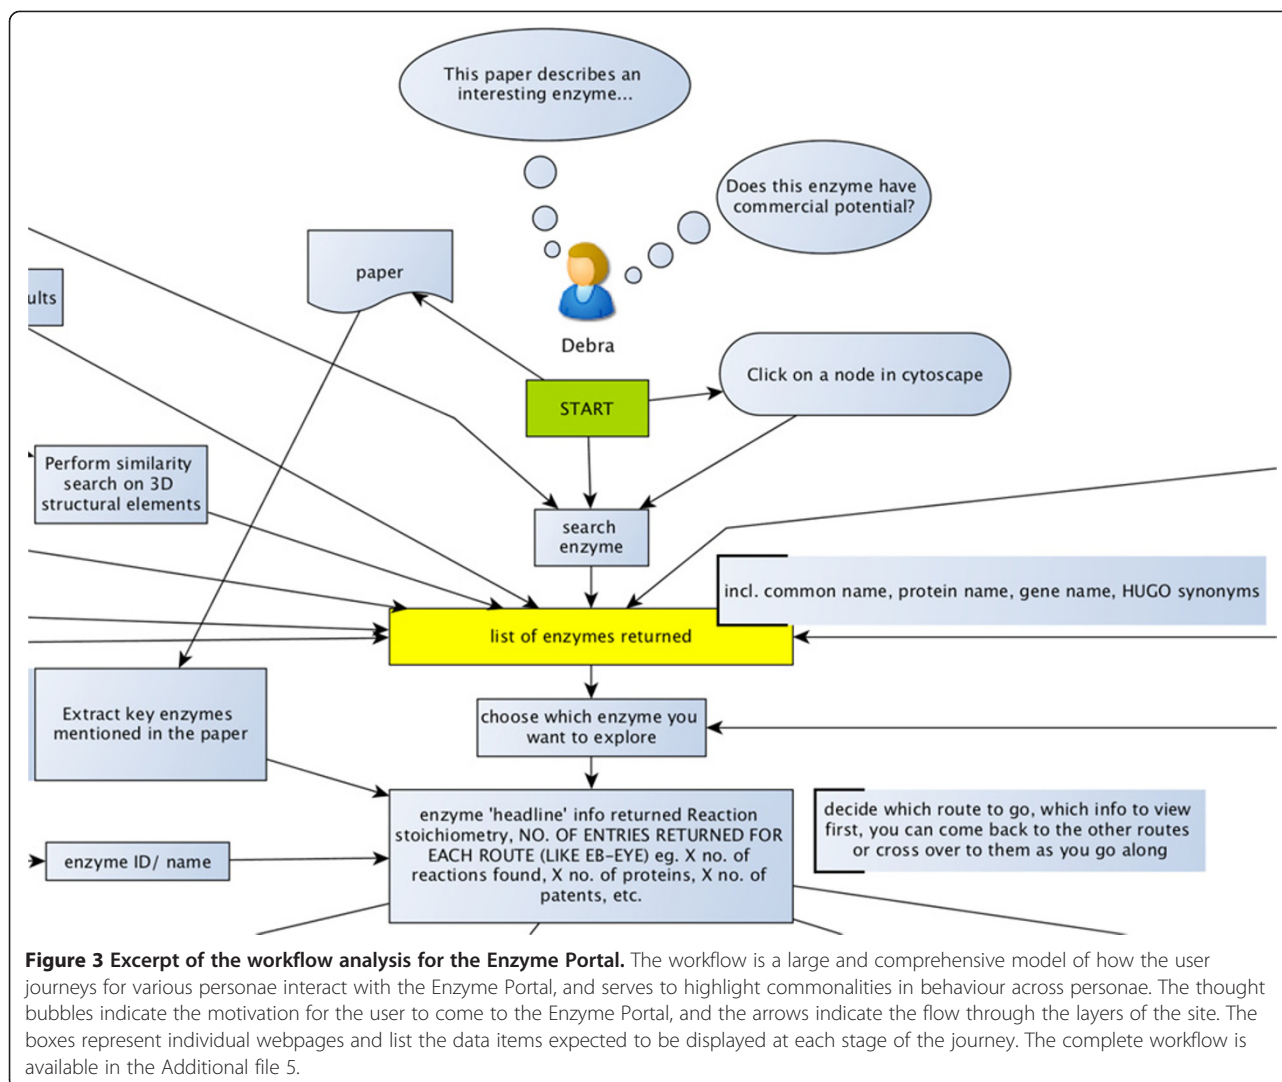 This paper describes an
interesting enzyme...
Does this enzyme have
commercial potential?
paper
ults
Debra
Click on a node in cytoscape
START
Perform similarity
search on 3D
structural elements
search
enzyme
incl. common name, protein name, gene name, HUGO synonyms
list of enzymes returned
Extract key enzymes
mentioned in the paper
choose which enzyme you
want to explore
enzyme 'headline' info returned Reaction
stoichiometry, NO. OF ENTRIES RETURNED FOR
EACH ROUTE (LIKE EB-EYE) eg. X no. of
reactions found, X no. of proteins, X no. of
patents, etc.
decide which route to go, which info to view
first, you can come back to the other routes
or cross over to them as you go along
enzyme ID/ name
Figure 3 Excerpt of the workflow analysis for the Enzyme Portal. The workflow is a large and comprehensive model of how the user
journeys for various personae interact with the Enzyme Portal, and serves to highlight commonalities in behaviour across personae. The thought
bubbles indicate the motivation for the user to come to the Enzyme Portal, and the arrows indicate the flow through the layers of the site. The
boxes represent individual webpages and list the data items expected to be displayed at each stage of the journey. The complete workflow is
available in the Additional file 5.